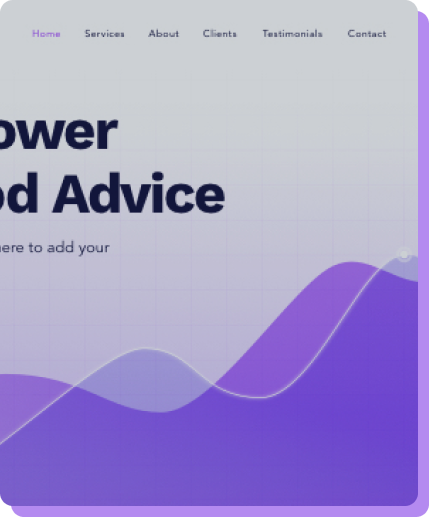 Home Services About Clients Testimonials Contact
ower
od Advice
here to add your